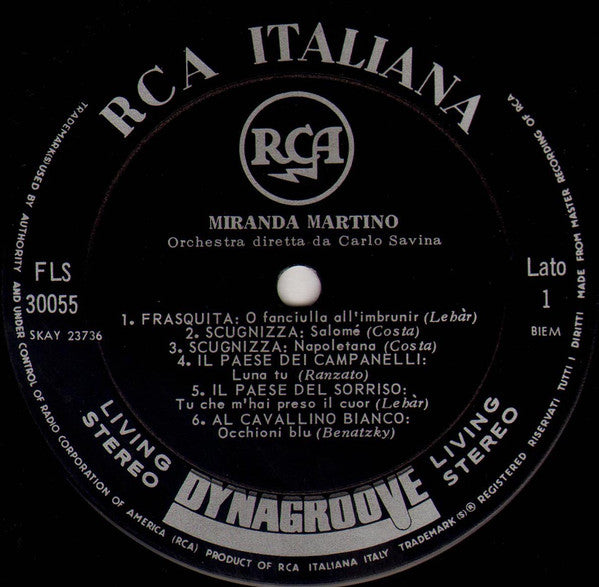 RCA ITALIANA
RCA
MIRANDA MARTINO
Orchestra diretta da Carlo Savina
FLS
30055
SKAY 23736
Lato
1
BIEM
1. FRASQUITA: O fanciulla all'imbrunir (Lehàr)
2. SCUGNIZZA: Salomé (Costa)
3. SCUGNIZZA: Napoletana (Costa)
4. IL PAESE DEI CAMPANELLI:
Luna tu (Ranzato)
5. IL PAESE DEL SORRISO:
Tu che m'hai preso il cuor (Lehàr)
6. AL CAVALLINO BIANCO:
Occhioni blu (Benatzky)
LIVING
STEREO
DYNAGROOVE
LIVING
STEREO
TRADEMARK(S) USED BY AUTHORITY AND UNDER CONTROL OF RADIO CORPORATION OF AMERICA (RCA) PRODUCT OF RCA ITALIANA ITALY TRADEMARK(S)® REGISTERED RISERVATI TUTTI I DIRITTI MADE FROM MASTER RECORDING OF RCA